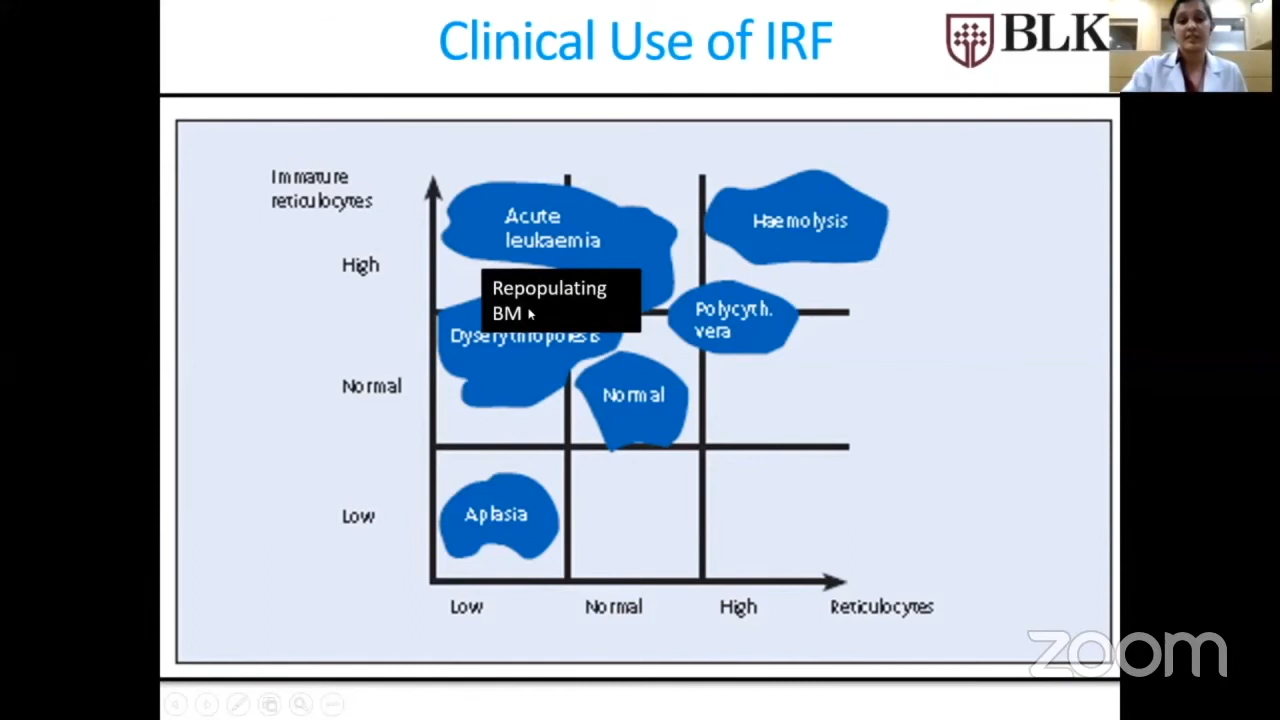 Clinical Use of IRF
BLK
Immature
reticulocytes
High
Normal
Low
Acute
leukaemia
Haemolysis
Repopulating
BM
Polycyth.
vera
Dyserythropoiesis
Normal
Aplasia
Low
Normal
High
Reticulocytes
zoom